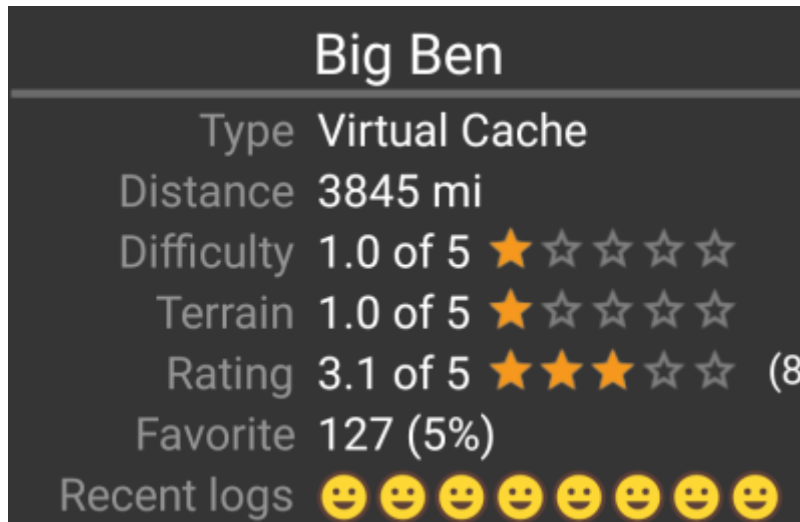 Big Ben
Type Virtual Cache
Distance 3845 mi
Difficulty 1.0 of 5
Terrain 1.0 of 5
Rating 3.1 of 5 (8
Favorite 127 (5%)
Recent logs